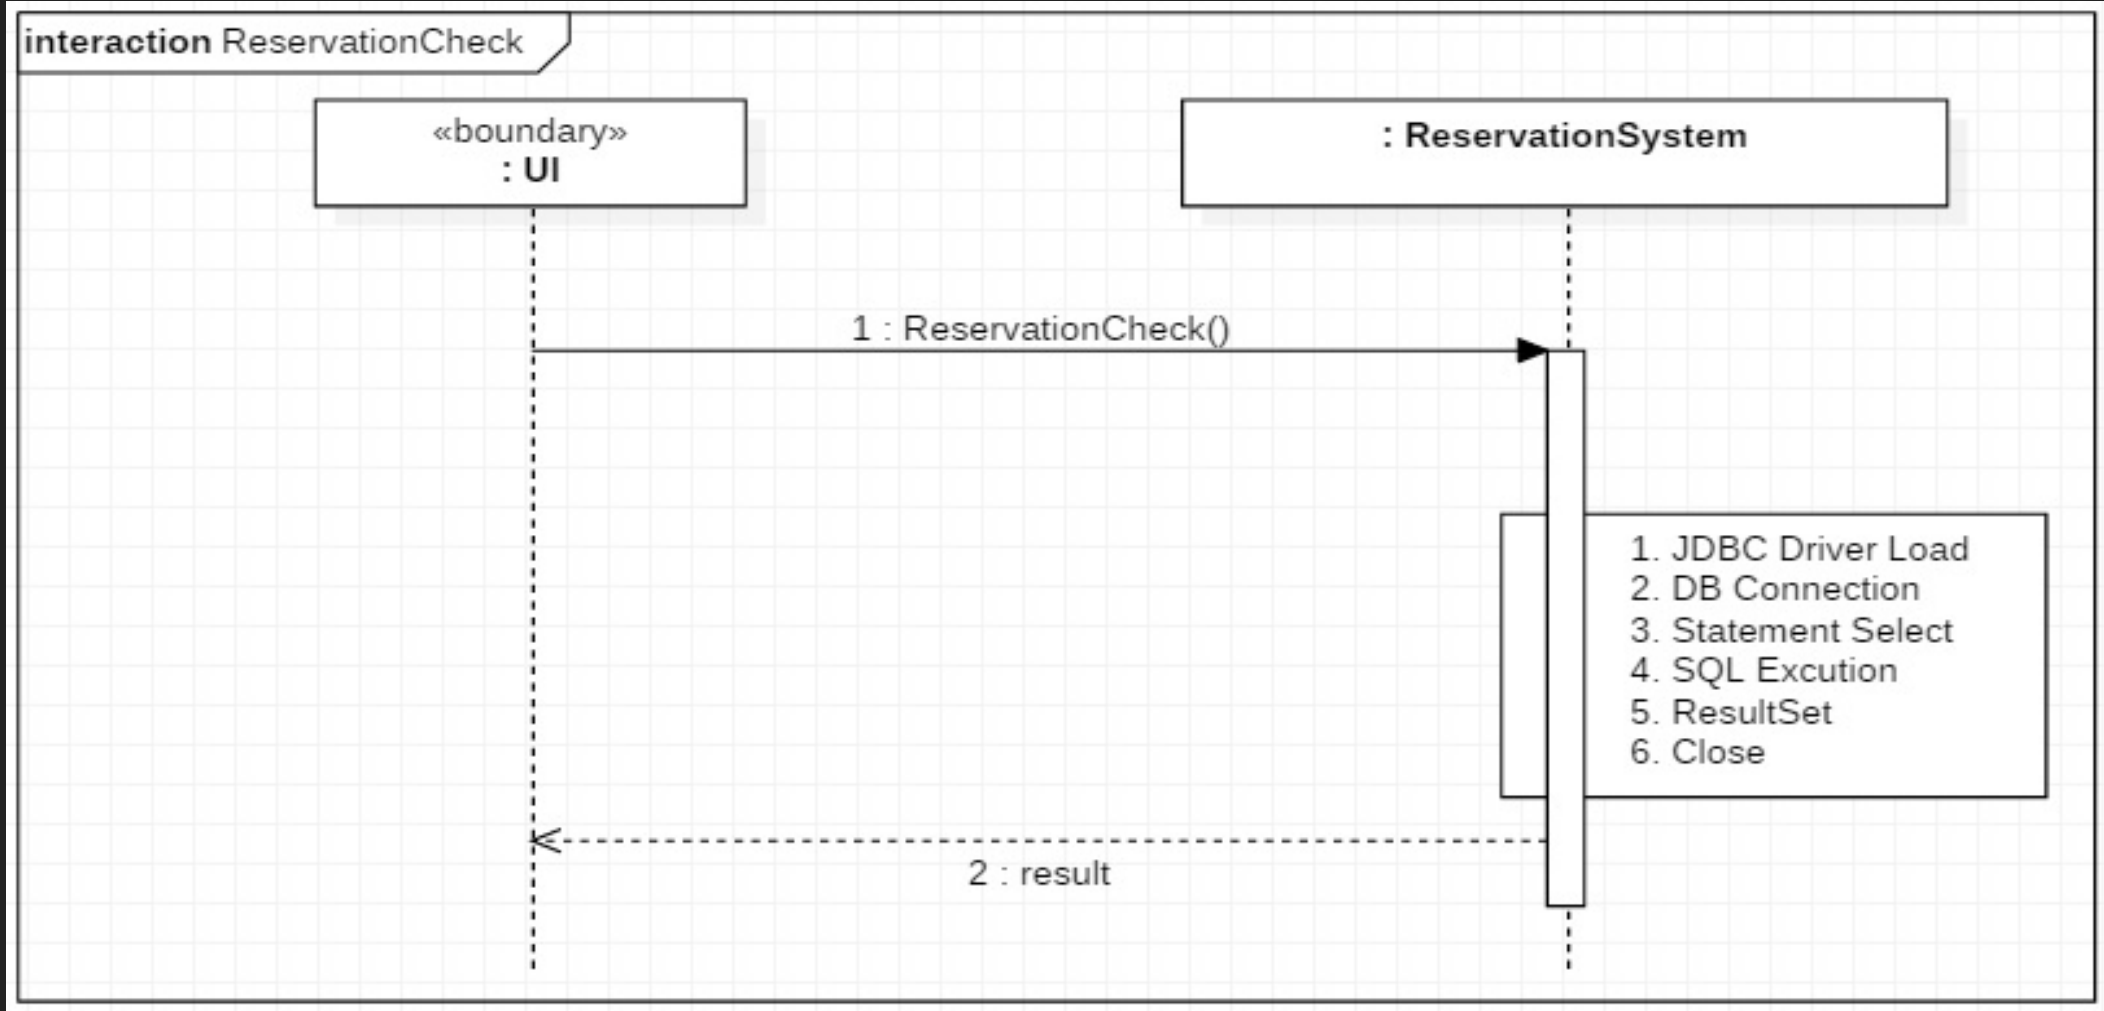 interaction ReservationCheck
«boundary»
: UI
: ReservationSystem
1 : ReservationCheck()
1. JDBC Driver Load
2. DB Connection
3. Statement Select
4. SQL Excution
5. ResultSet
6. Close
2 : result